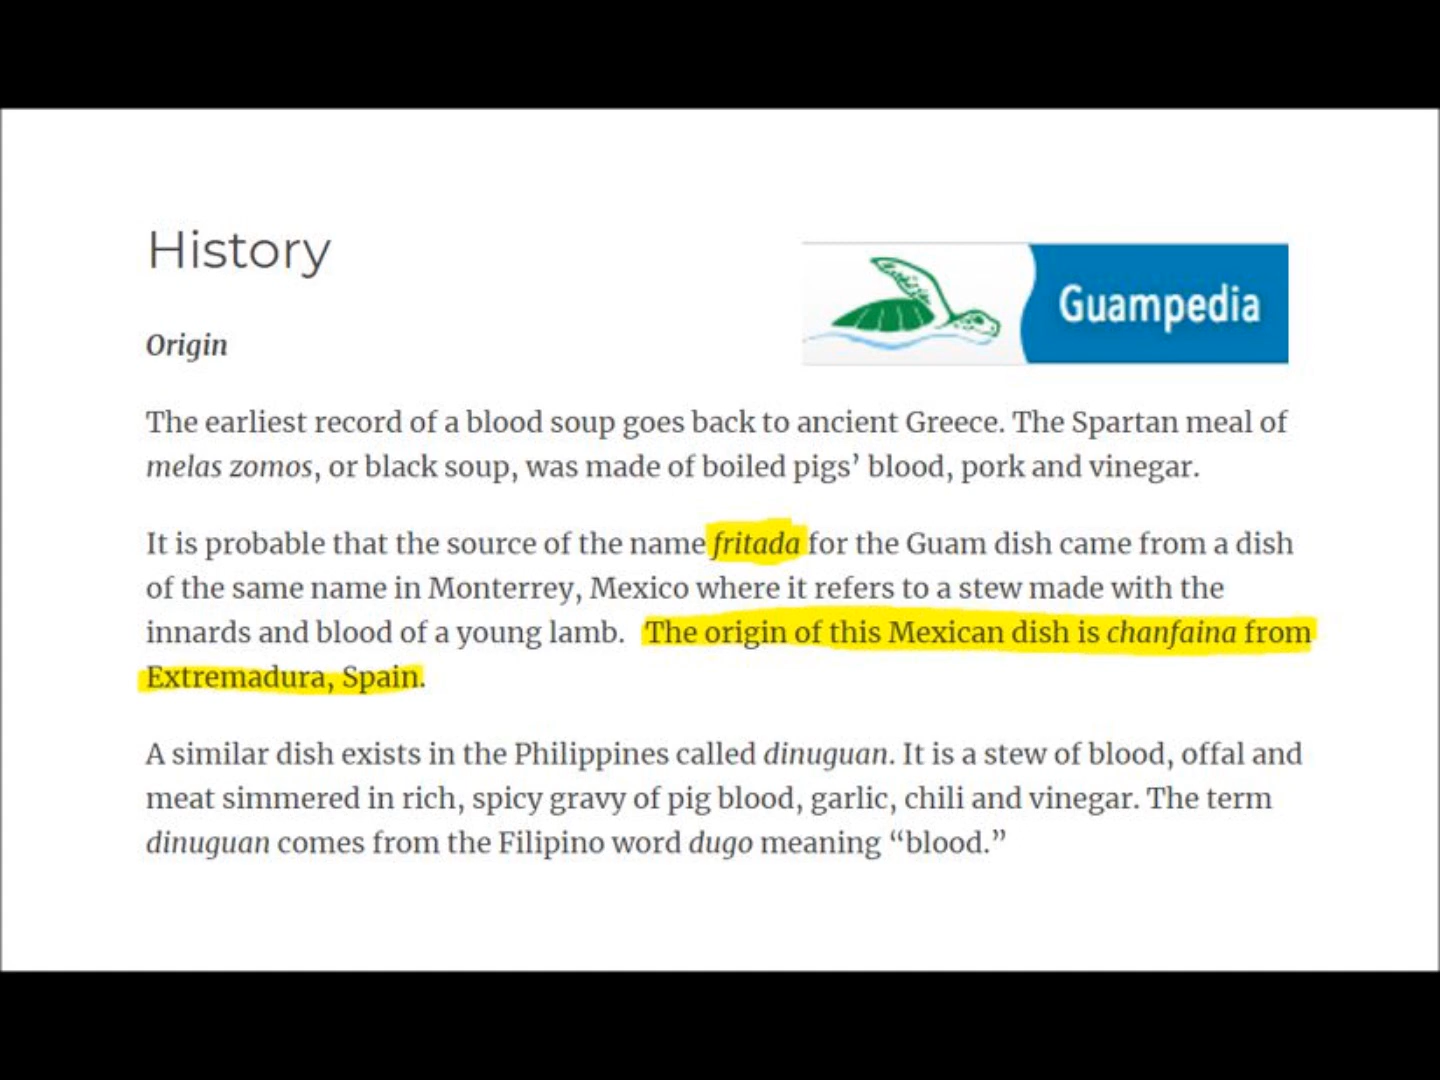 History
Guampedia
Origin
The earliest record of a blood soup goes back to ancient Greece. The Spartan meal of
melas zomos, or black soup, was made of boiled pigs’ blood, pork and vinegar.
It is probable that the source of the name fritada for the Guam dish came from a dish
of the same name in Monterrey, Mexico where it refers to a stew made with the
innards and blood of a young lamb. The origin of this Mexican dish is chanfaina from
Extremadura, Spain.
A similar dish exists in the Philippines called dinuguan. It is a stew of blood, offal and
meat simmered in rich, spicy gravy of pig blood, garlic, chili and vinegar. The term
dinuguan comes from the Filipino word dugo meaning “blood.”